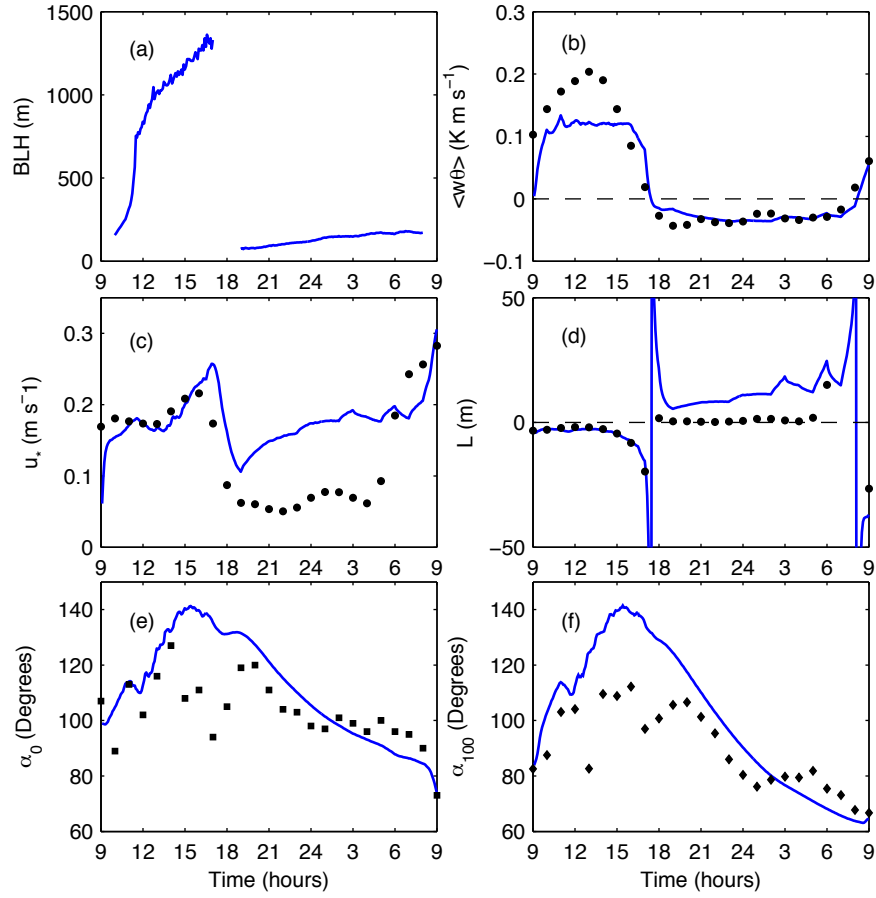 1500
1000
500
0
BLH (m)
(a)
9 12 15 18 21 24 3 6 9
0.3
0.2
0.1
0
−0.1
<wθ> (K m s⁻¹)
(b)
9 12 15 18 21 24 3 6 9
0.3
0.2
0.1
0
u* (m s−1)
(c)
9 12 15 18 21 24 3 6 9
50
0
−50
L (m)
(d)
9 12 15 18 21 24 3 6 9
140
120
100
80
60
α₀ (Degrees)
(e)
9 12 15 18 21 24 3 6 9
Time (hours)
140
120
100
80
60
α₁₀₀ (Degrees)
(f)
9 12 15 18 21 24 3 6 9
Time (hours)